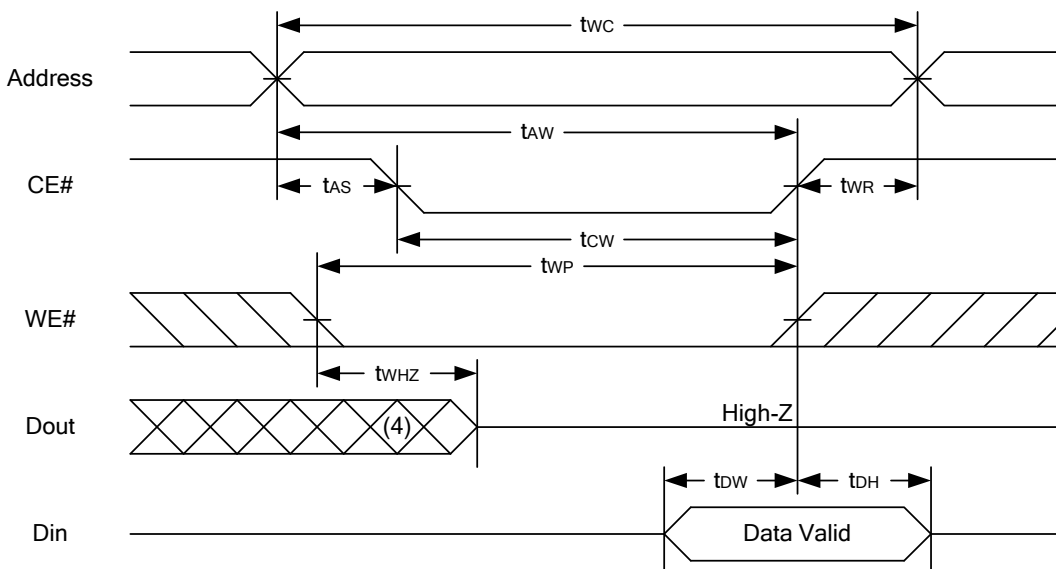 tWC
Address
tAW
CE#
tAS
tWR
tCW
tWP
WE#
tWHZ
Dout
(4)
High-Z
tDW
tDH
Din
Data Valid